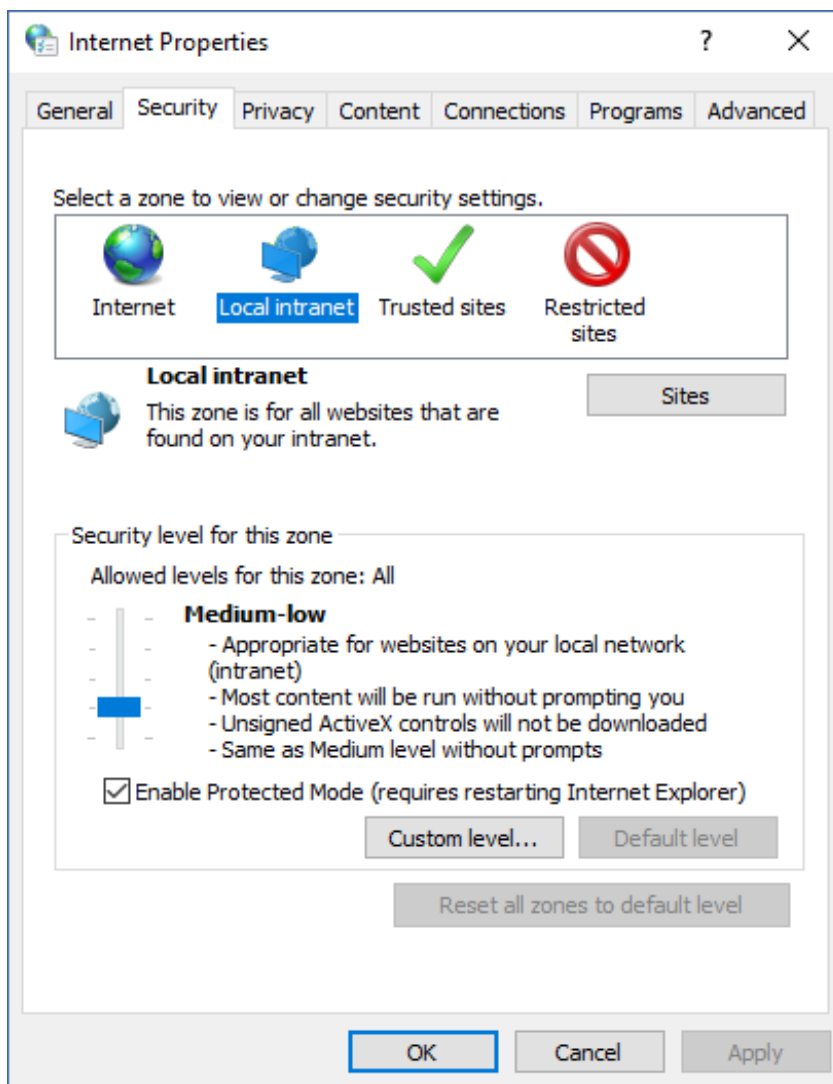 Internet Properties
?
General Security Privacy Content Connections Programs Advanced
Select a zone to view or change security settings.
Internet Local intranet Trusted sites Restricted
sites
Local intranet
Sites
This zone is for all websites that are
found on your intranet.
Security level for this zone
Allowed levels for this zone: All
Medium-low
- Appropriate for websites on your local network
(intranet)
- Most content will be run without prompting you
- Unsigned ActiveX controls will not be downloaded
- Same as Medium level without prompts
Enable Protected Mode (requires restarting Internet Explorer)
Custom level... Default level
Reset all zones to default level
OK Cancel Apply